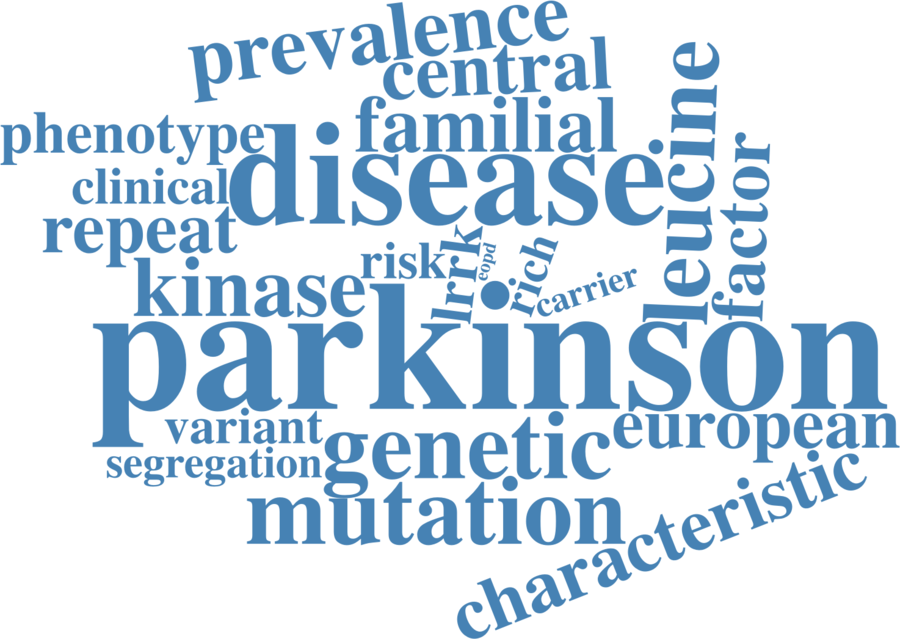 prevalence
central
familial
phenotype
disease
leucine
factor
clinical
repeat
risk
lrrk
eopd
rich
carrier
kinase
parkinson
variant
european
genetic
segregation
mutation
characteristic